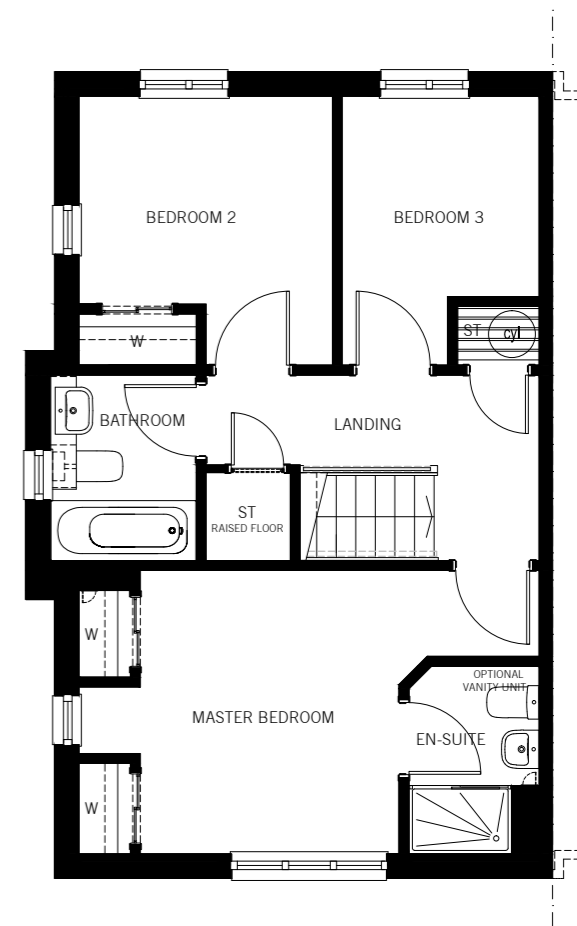 BEDROOM 2
BEDROOM 3
ST
cyl
W
BATHROOM
LANDING
ST
RAISED FLOOR
W
OPTIONAL
VANITY UNIT
MASTER BEDROOM
EN-SUITE
W